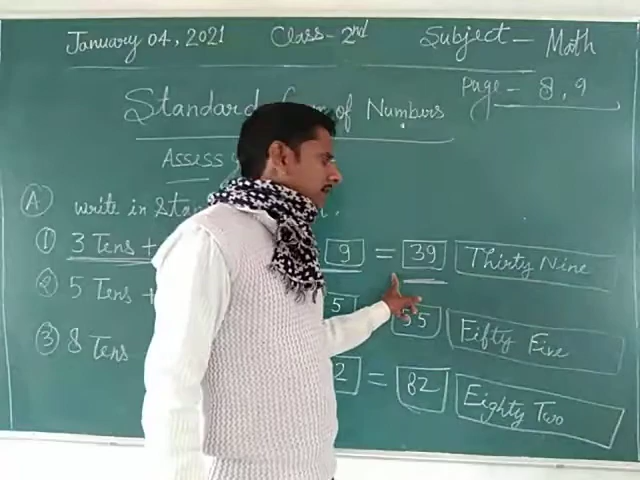 January 04, 2021 Class - 2nd Subject - Math
Page - 8, 9
Standard of Numbers
Assess
A write in
1 3 Tens + 9 = 39 Thirty Nine
2 5 Tens + 5 55 Fifty Five
3 8 Tens 2 = 82 Eighty Two